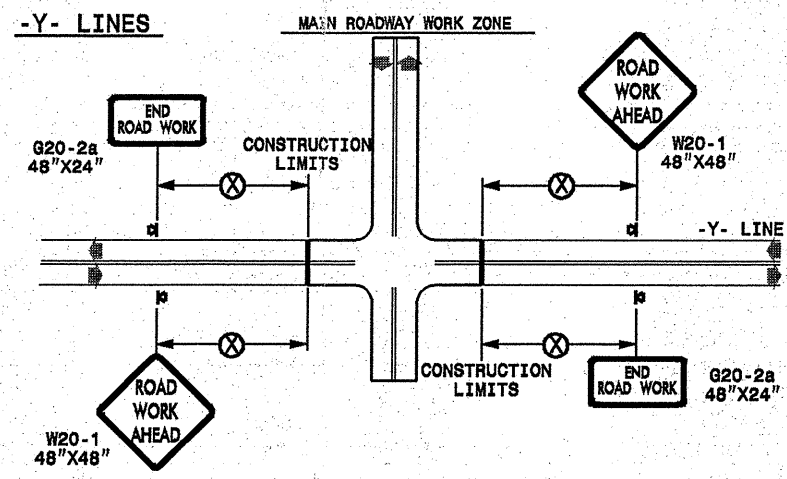 -Y- LINES
MAIN ROADWAY WORK ZONE
END
ROAD WORK
G20-2a
48"X24"
CONSTRUCTION
LIMITS
X
X
ROAD
WORK
AHEAD
W20-1
48"X48"
-Y- LINE
X
X
ROAD
WORK
AHEAD
W20-1
48"X48"
CONSTRUCTION
LIMITS
END
ROAD WORK
G20-2a
48"X24"